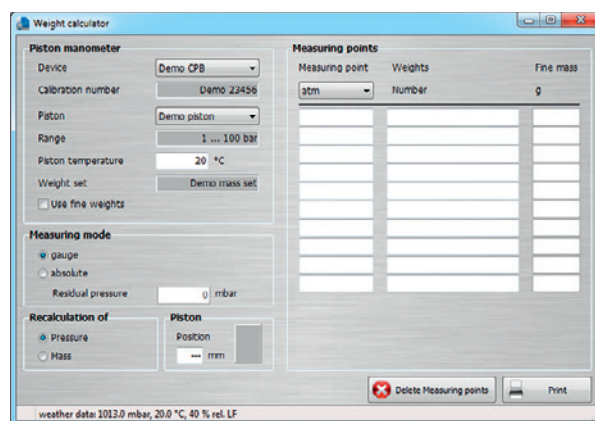 Weight calculator
Piston manometer
Device Demo CPB
Calibration number Demo 23456
Piston Demo piston
Range 1 ... 100 bar
Piston temperature 20 °C
Weight set Demo mass set
Use fine weights
Measuring mode
gauge
absolute
Residual pressure 0 mbar
Recalculation of
Pressure
Mass
Piston
Position
--- mm
Measuring points
Measuring point Weights Fine mass
atm Number g
Delete Measuring points Print
weather data: 1013.0 mbar, 20.0 °C, 40 % rel. LF